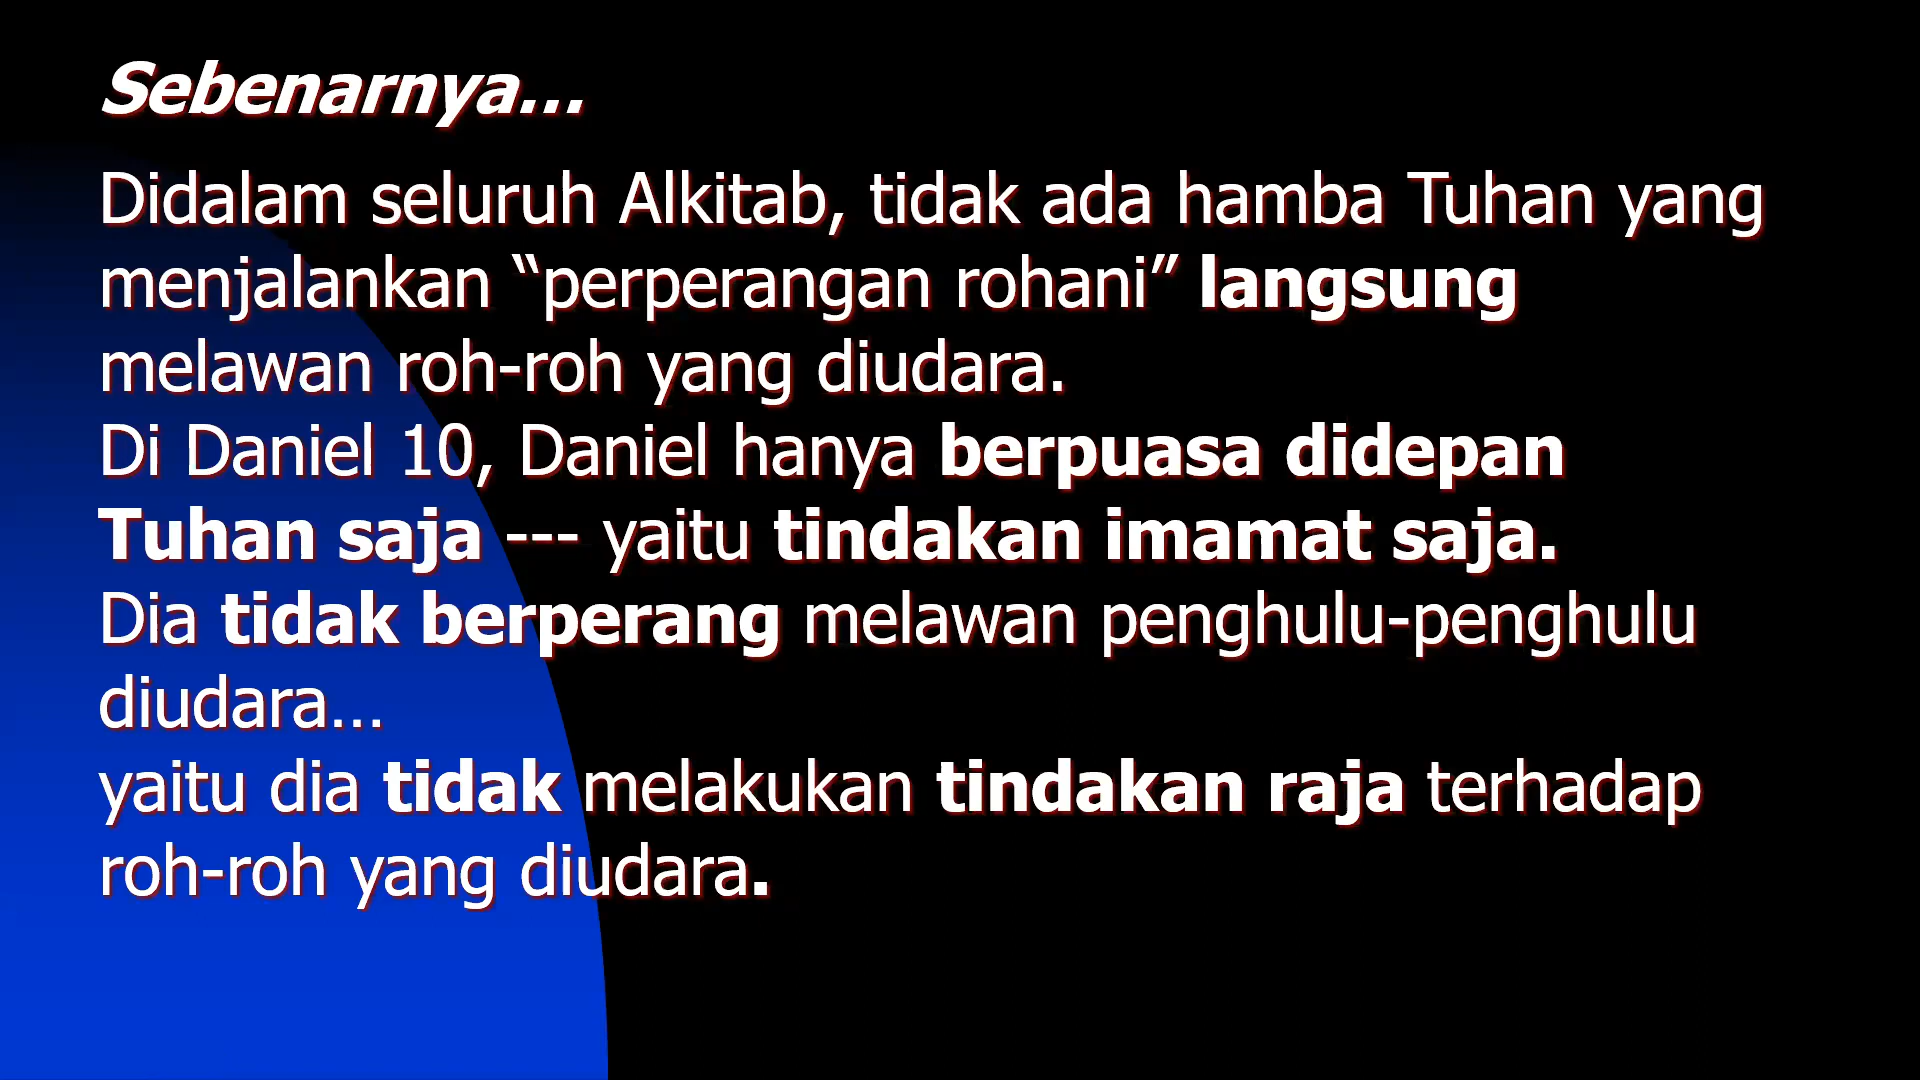 Sebenarnya…
Didalam seluruh Alkitab, tidak ada hamba Tuhan yang
menjalankan “perperangan rohani” langsung
melawan roh-roh yang diudara.
Di Daniel 10, Daniel hanya berpuasa didepan
Tuhan saja --- yaitu tindakan imamat saja.
Dia tidak berperang melawan penghulu-penghulu
diudara…
yaitu dia tidak melakukan tindakan raja terhadap
roh-roh yang diudara.